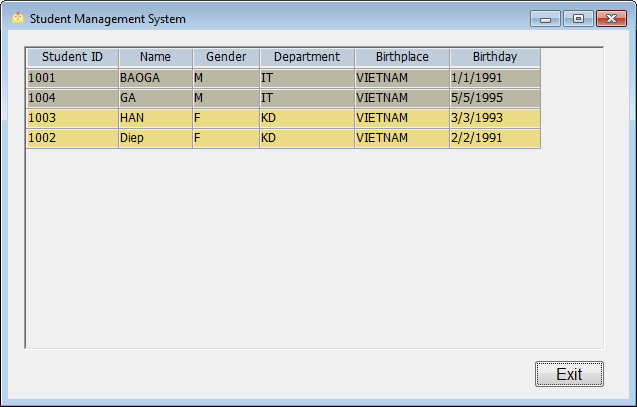 Student Management System
Student ID Name Gender Department Birthplace Birthday
1001 BAOGA M IT VIETNAM 1/1/1991
1004 GA M IT VIETNAM 5/5/1995
1003 HAN F KD VIETNAM 3/3/1993
1002 Diep F KD VIETNAM 2/2/1991
Exit